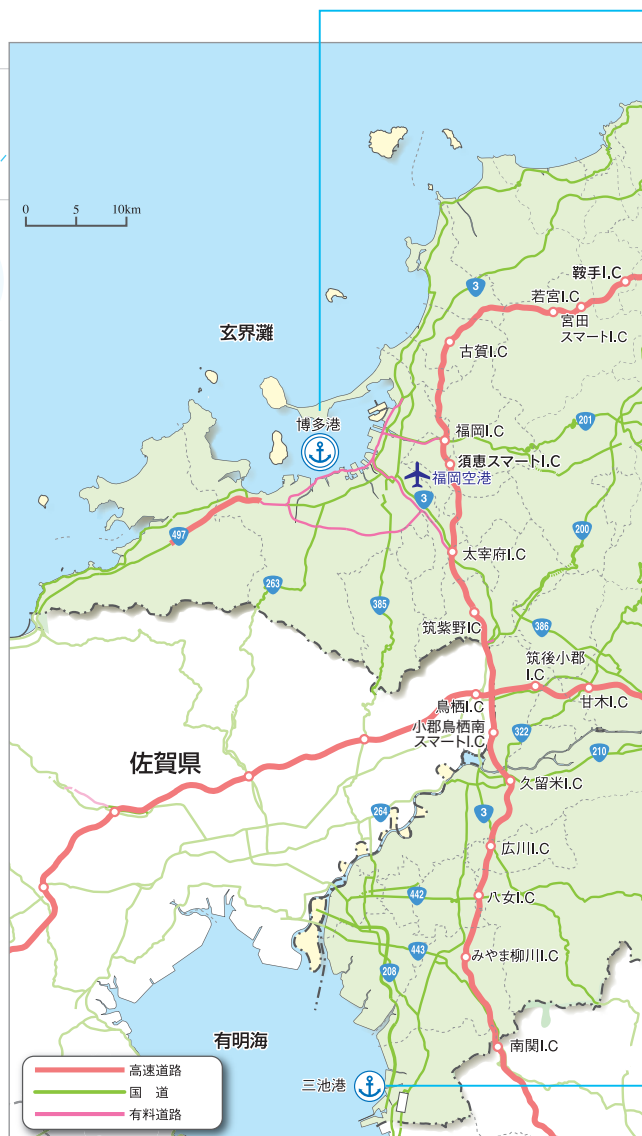 0 5 10km
鞍手I.C
3
若宮I.C
宮田
スマートI.C
玄界灘
古賀I.C
博多港
福岡I.C
201
須恵スマートI.C
福岡空港
3
497
200
太宰府I.C
263
385
筑紫野IC
386
筑後小郡
I.C
鳥栖I.C
甘木I.C
小郡鳥栖南
スマートI.C
322
210
佐賀県
久留米I.C
264
3
広川I.C
442
八女I.C
443
みやま柳川I.C
208
有明海
南関I.C
三池港
高速道路
国　道
有料道路